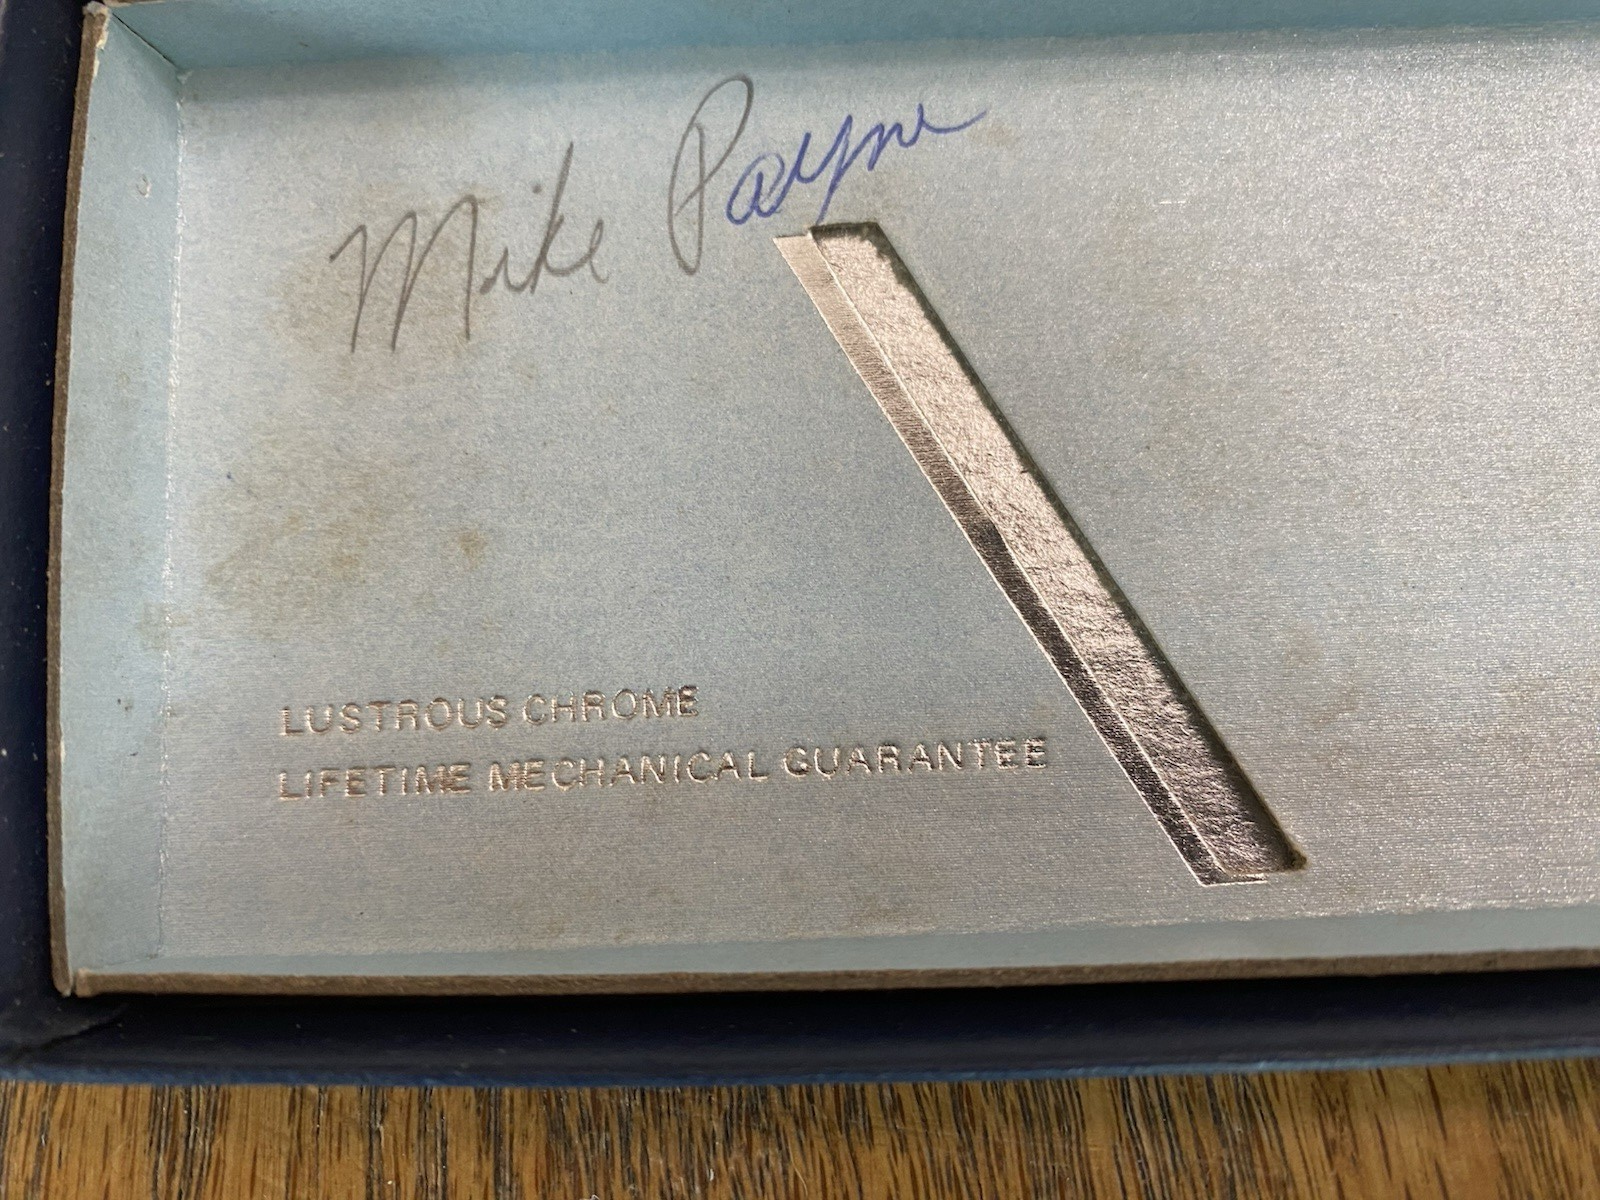 Mike Payne
LUSTROUS CHROME
LIFETIME MECHANICAL GUARANTEE